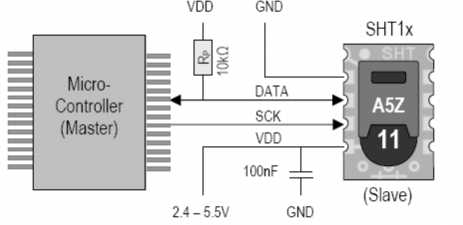 VDD
GND
SHT1x
Micro-
Controller
(Master)
RP
10kΩ
DATA
SCK
VDD
SHT
A5Z
11
100nF
2.4 – 5.5V
GND
(Slave)